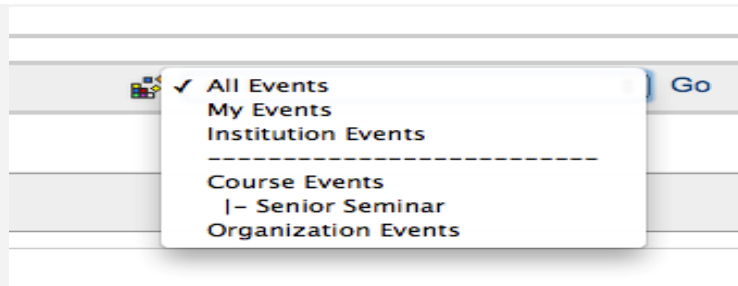 ✓ All Events Go
My Events
Institution Events
---------------------------
Course Events
|- Senior Seminar
Organization Events